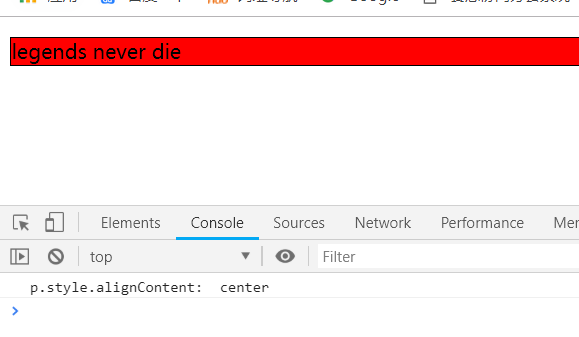 Google
legends never die
Elements Console Sources Network Performance
top Filter
p.style.alignContent: center